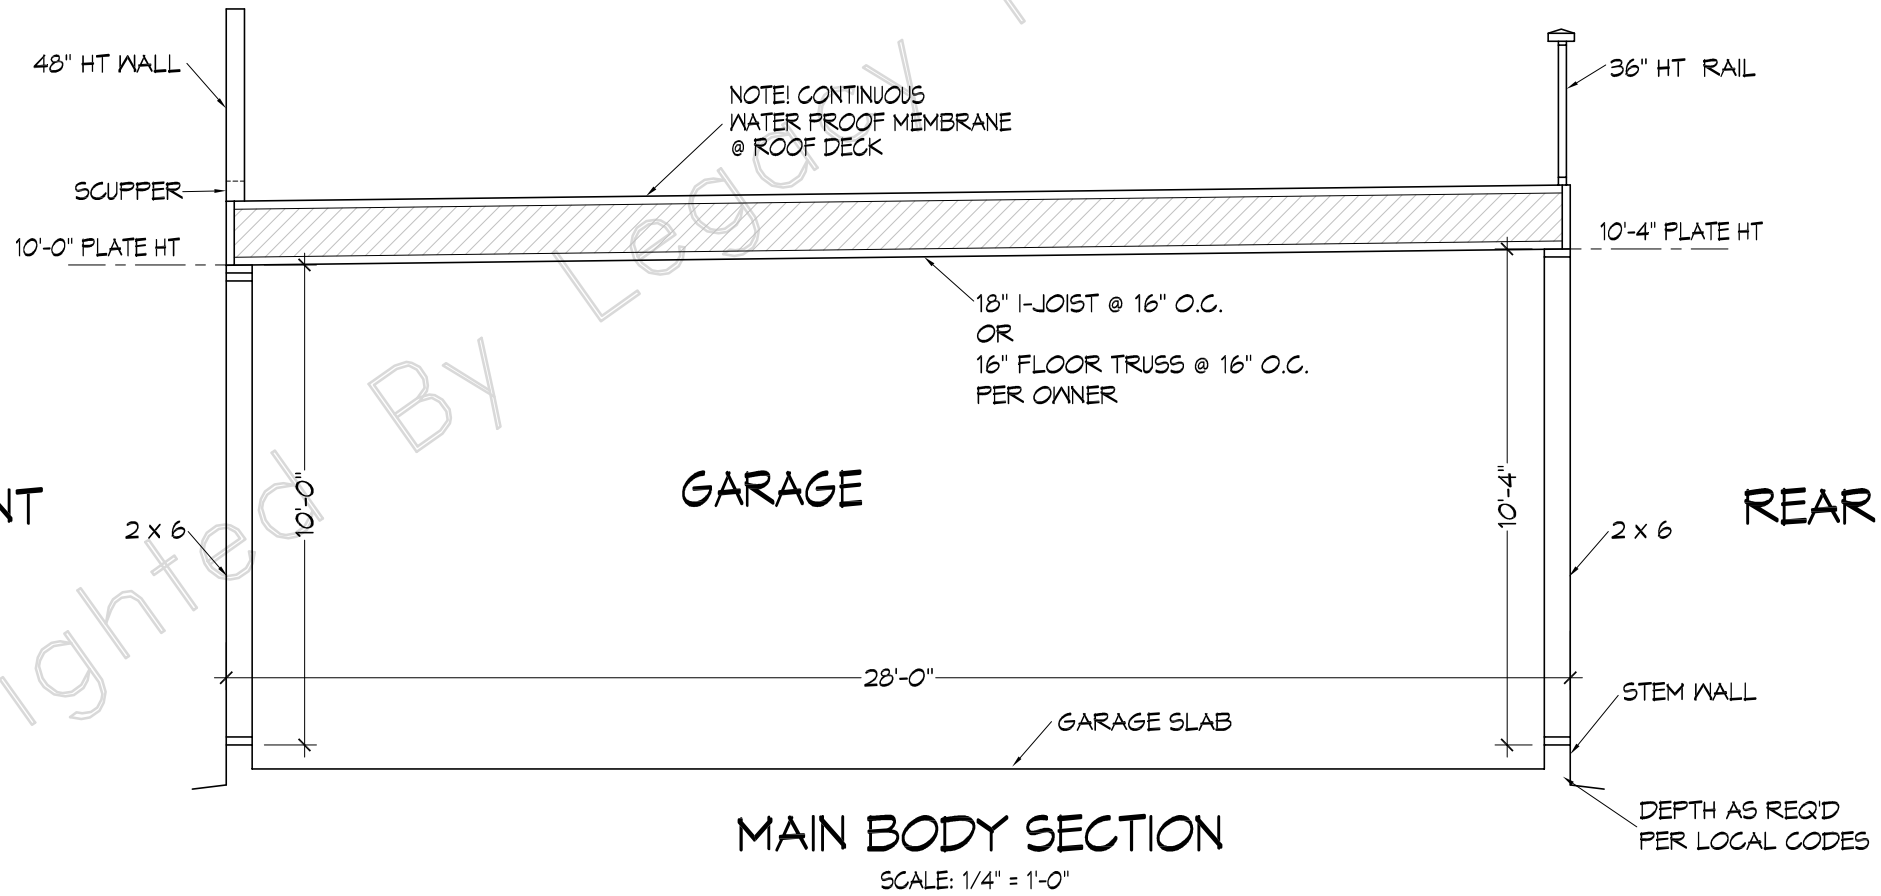 48" HT WALL
36" HT RAIL
NOTE! CONTINUOUS
WATER PROOF MEMBRANE
@ ROOF DECK
SCUPPER
10'-0" PLATE HT
10'-4" PLATE HT
18" I-JOIST @ 16" O.C.
OR
16" FLOOR TRUSS @ 16" O.C.
PER OWNER
GARAGE
10'-0"
10'-4"
NT
REAR
2 X 6
2 X 6
28'-0"
STEM WALL
GARAGE SLAB
DEPTH AS REQ'D
PER LOCAL CODES
MAIN BODY SECTION
SCALE: 1/4" = 1'-0"
ighted By Legacy